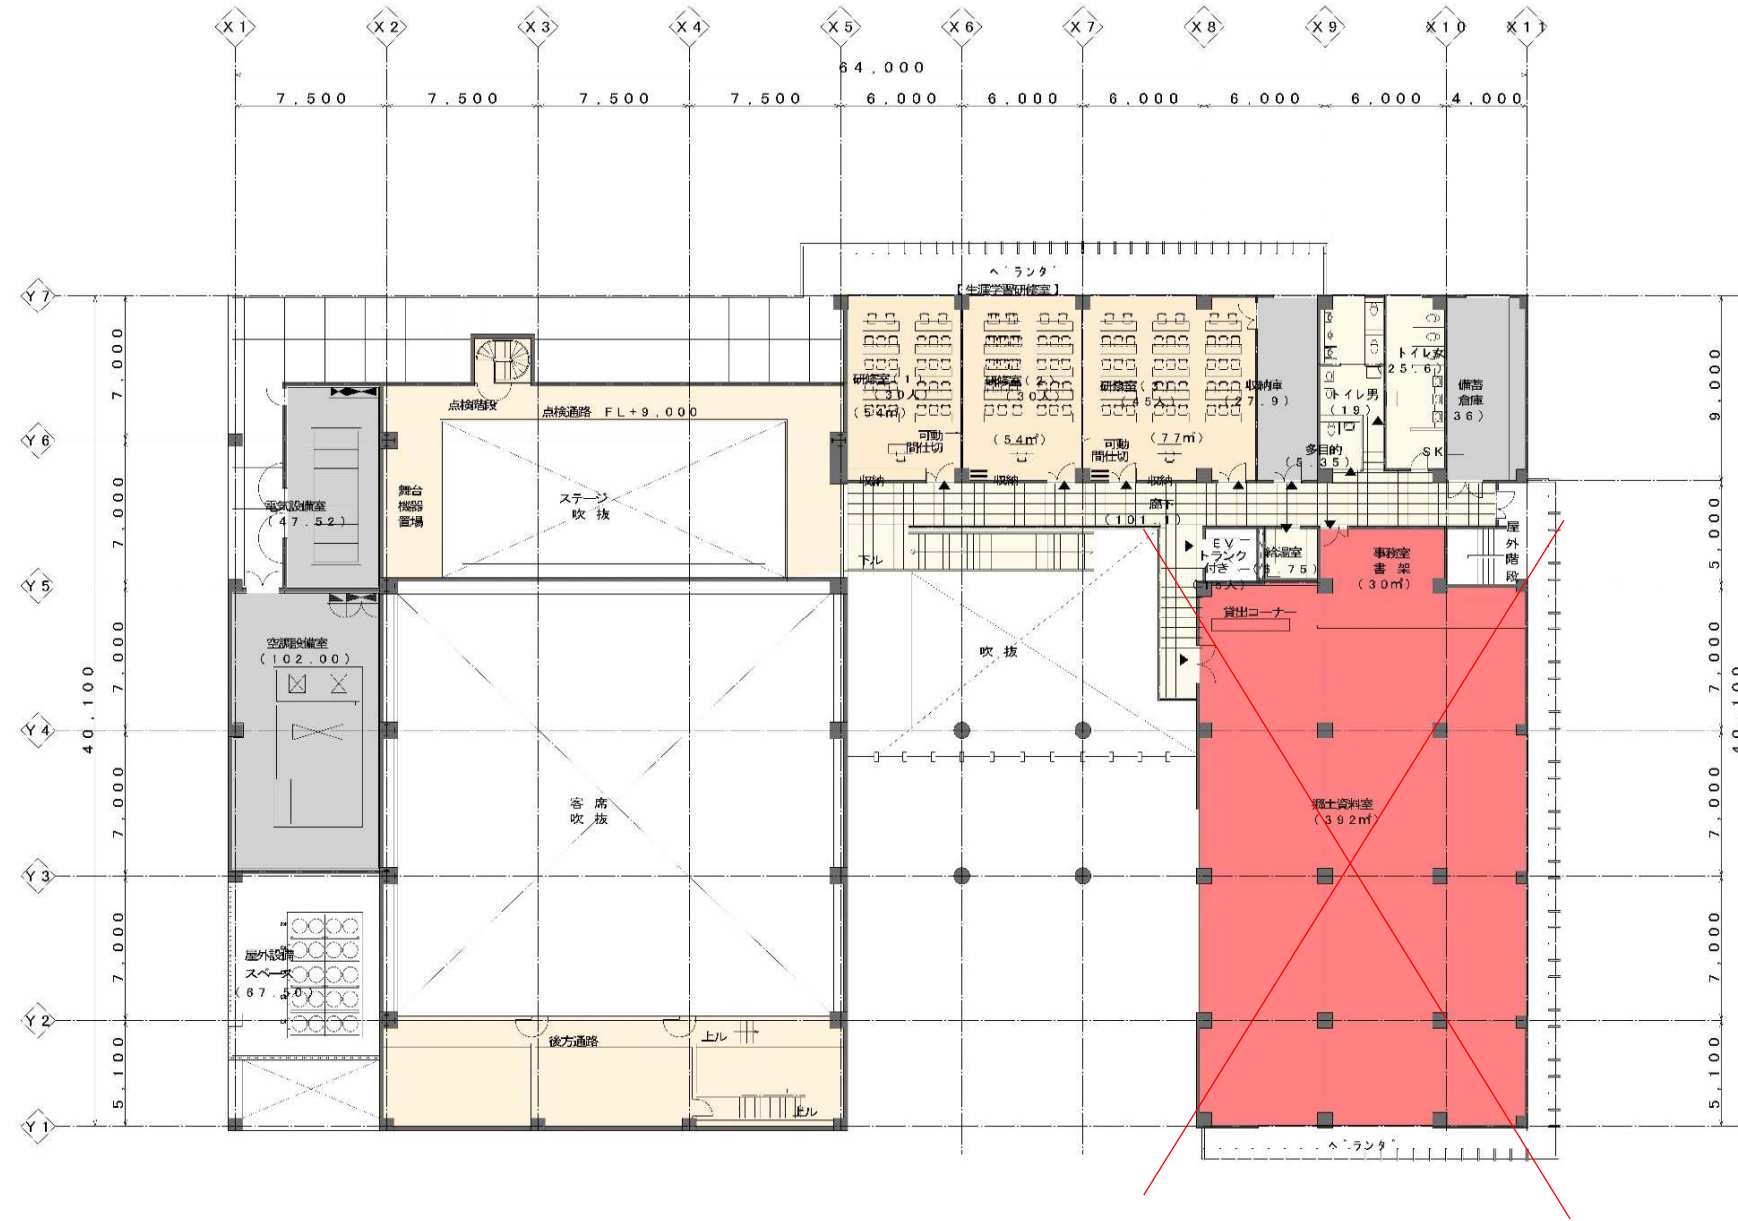 X1 X2 X3 X4 X5 X6 X7 X8 X9 X10 X11
64,000
7,500 7,500 7,500 7,500 6,000 6,000 6,000 6,000 6,000 4,000
ベランダ
【生涯学習研修室】
Y7
Y6
Y5
Y4
Y3
Y2
Y1
7,000
7,000
7,000
7,000
7,000
5,100
40,100
9,000
5,000
7,000
7,000
7,000
5,100
40,100
点検階段
点検通路 FL+9,000
舞台
機器
置場
ステージ
吹 抜
電気設備室
(47.52)
空調設備室
(102.00)
屋外設備
スペース
(67.50)
客 席
吹 抜
後方通路
上ル
上ル
研修室(1)
(30人)
(54㎡)
可動
間仕切
収納
研修室(2)
(30人)
(54㎡)
可動
間仕切
収納
研修室(3)
(45人)
(77㎡)
収納
収納庫
(27.9)
トイレ男
(19)
トイレ女
(25.6)
多目的
(5.35)
SK
備蓄
倉庫
(36)
廊下
(101.1)
下ル
吹 抜
EV
トランク
付き
(15人)
給湯室
(6.75)
事務室
書 架
(30㎡)
屋
外
階
段
貸出コーナー
郷土資料室
(392㎡)
ベランダ